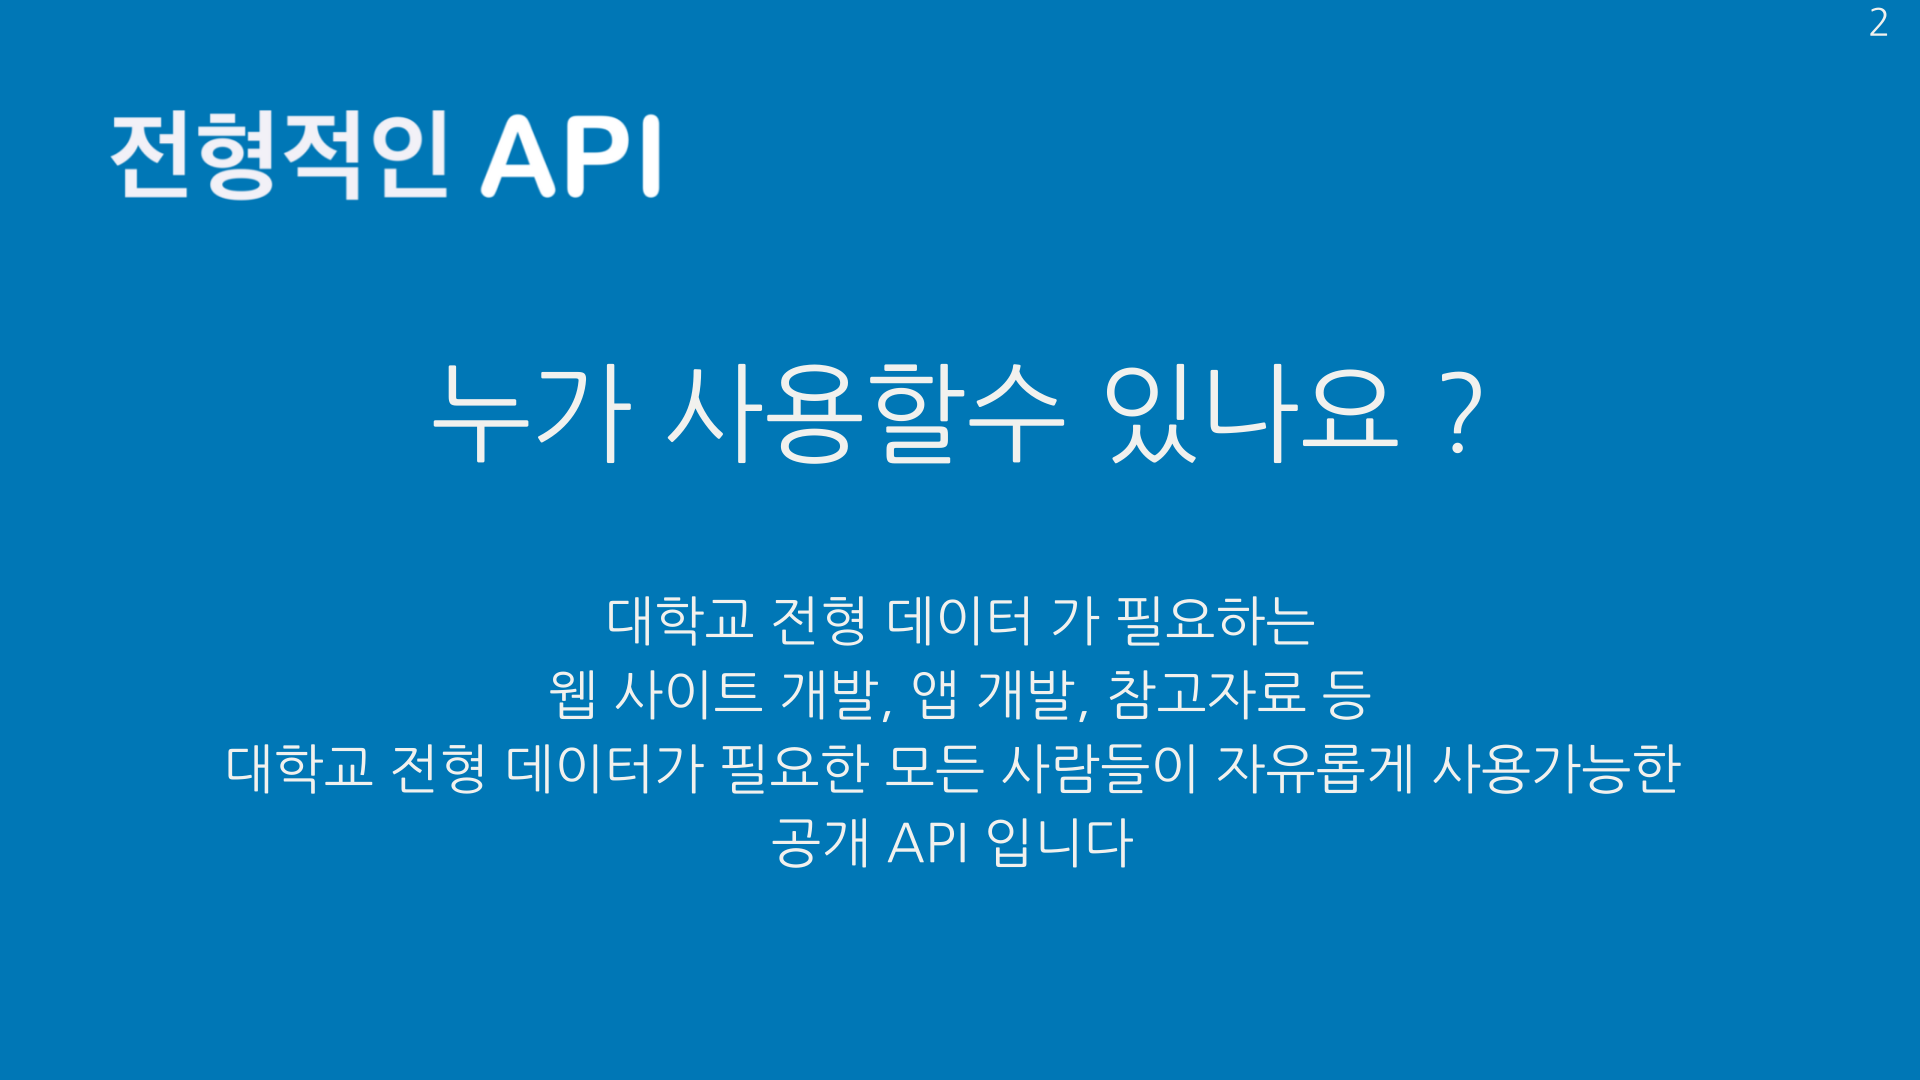 2
전형적인 API
누가 사용할수 있나요 ?
대학교 전형 데이터 가 필요하는
웹 사이트 개발, 앱 개발, 참고자료 등
대학교 전형 데이터가 필요한 모든 사람들이 자유롭게 사용가능한
공개 API 입니다